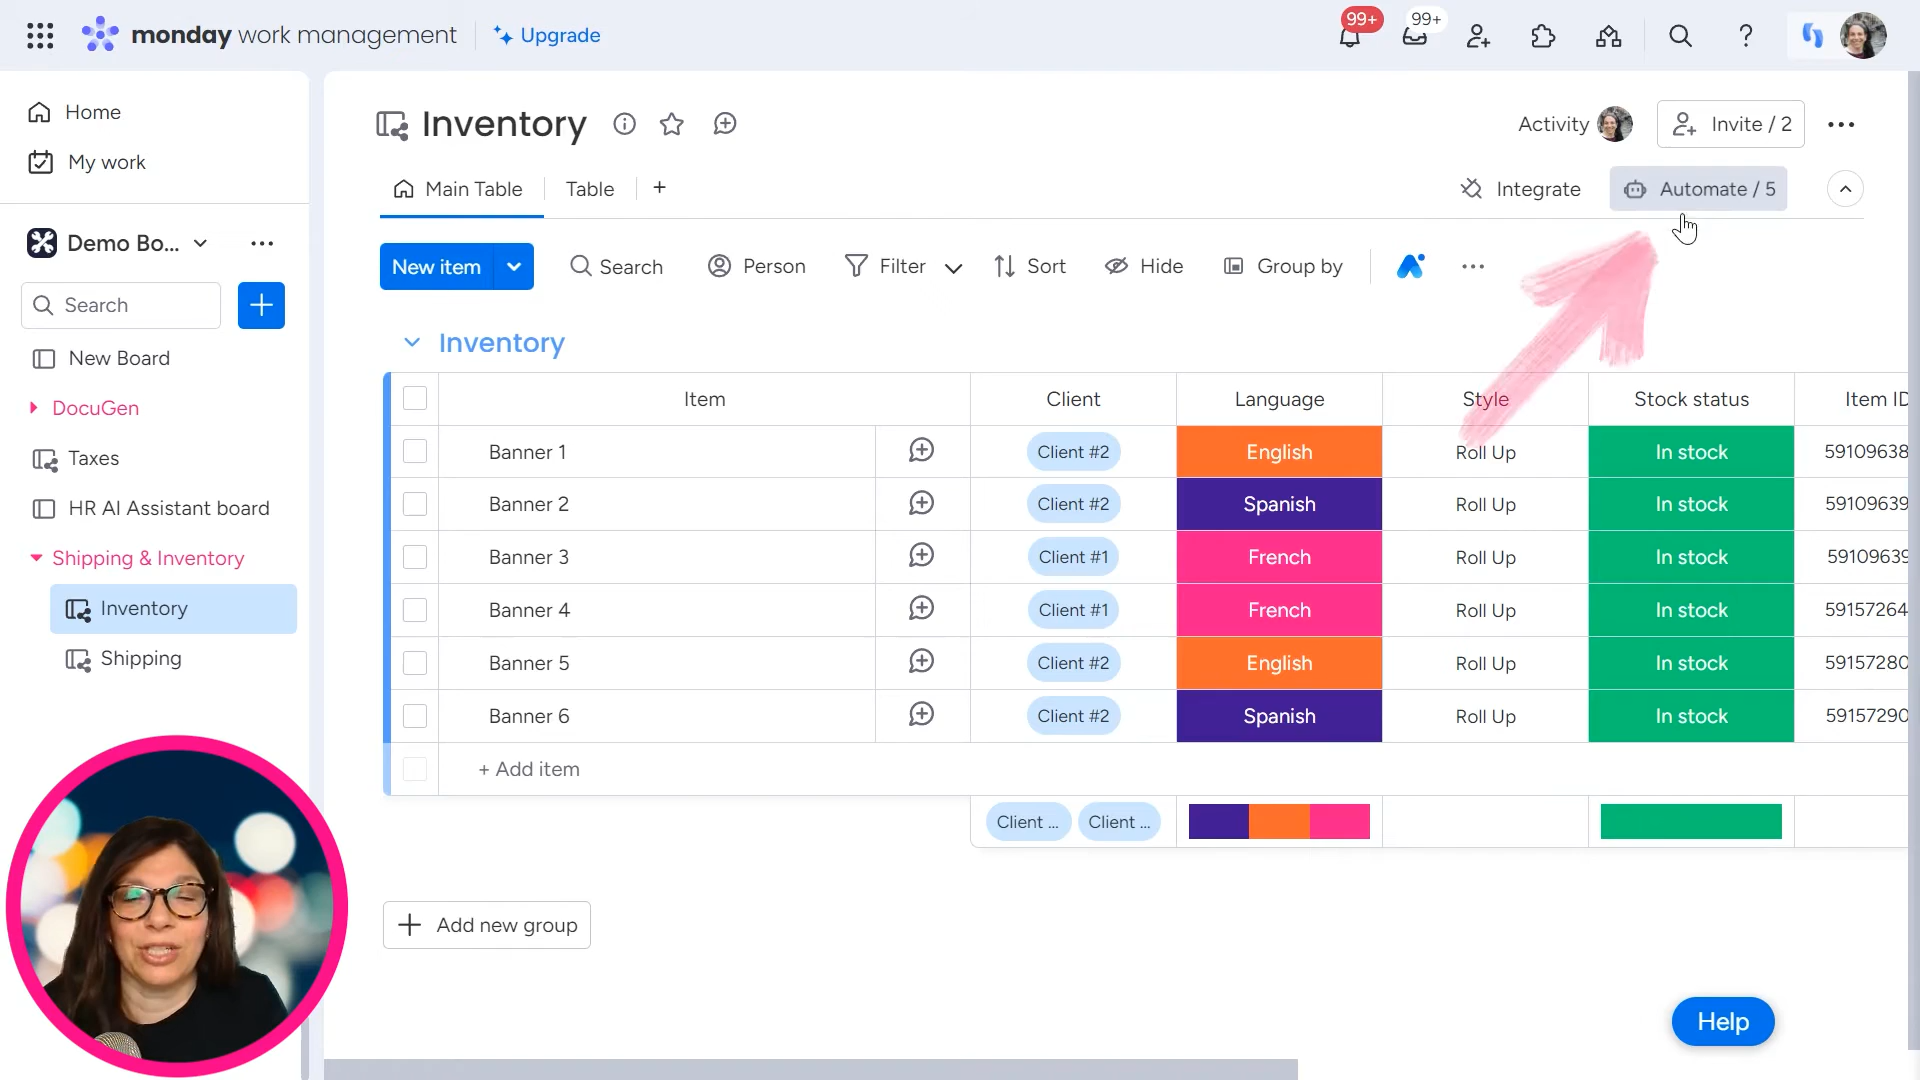 monday work management
Upgrade
99+
99+
Home
My work
Demo Bo...
Search
New Board
DocuGen
Taxes
HR AI Assistant board
Shipping & Inventory
Inventory
Shipping
Inventory
Activity
Invite / 2
Main Table
Table
Integrate
Automate / 5
New item
Search
Person
Filter
Sort
Hide
Group by
Inventory
Item Client Language Style Stock status Item ID
Banner 1 Client #2 English Roll Up In stock 59109638
Banner 2 Client #2 Spanish Roll Up In stock 59109639
Banner 3 Client #1 French Roll Up In stock 59109639
Banner 4 Client #1 French Roll Up In stock 59157264
Banner 5 Client #2 English Roll Up In stock 59157280
Banner 6 Client #2 Spanish Roll Up In stock 59157290
+ Add item
Client ... Client ...
Add new group
Help